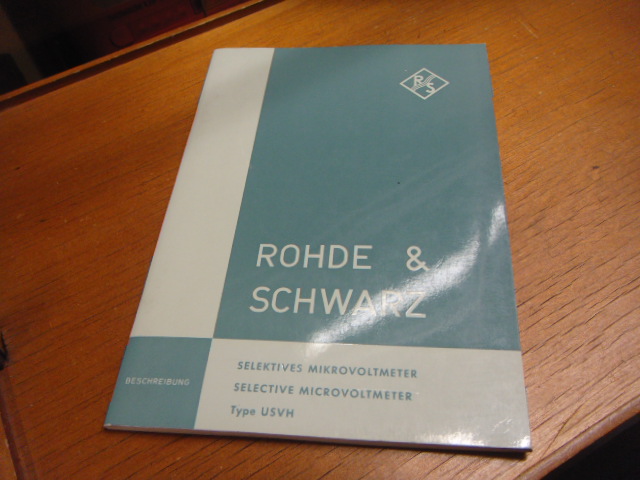 R S
ROHDE &
SCHWARZ
BESCHREIBUNG
SELEKTIVES MIKROVOLTMETER
SELECTIVE MICROVOLTMETER
Type USVH